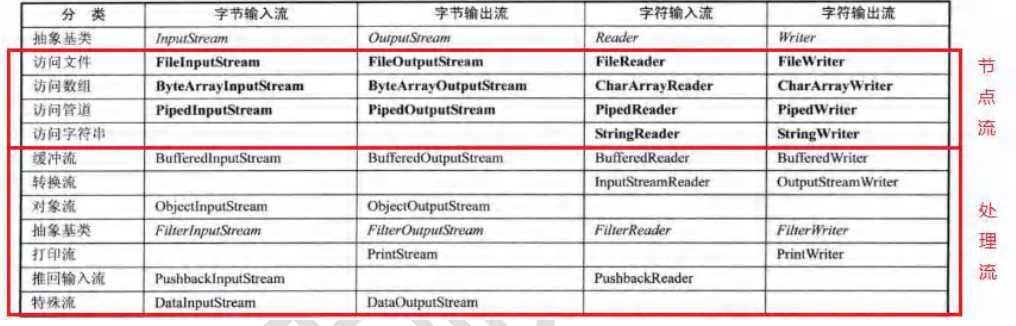 分 类 字节输入流 字节输出流 字符输入流 字符输出流
抽象基类 InputStream OutputStream Reader Writer
访问文件 FileInputStream FileOutputStream FileReader FileWriter
访问数组 ByteArrayInputStream ByteArrayOutputStream CharArrayReader CharArrayWriter
访问管道 PipedInputStream PipedOutputStream PipedReader PipedWriter
访问字符串 StringReader StringWriter
节点流
缓冲流 BufferedInputStream BufferedOutputStream BufferedReader BufferedWriter
转换流 InputStreamReader OutputStreamWriter
对象流 ObjectInputStream ObjectOutputStream
抽象基类 FilterInputStream FilterOutputStream FilterReader FilterWriter
打印流 PrintStream PrintWriter
推回输入流 PushbackInputStream PushbackReader
特殊流 DataInputStream DataOutputStream
处理流